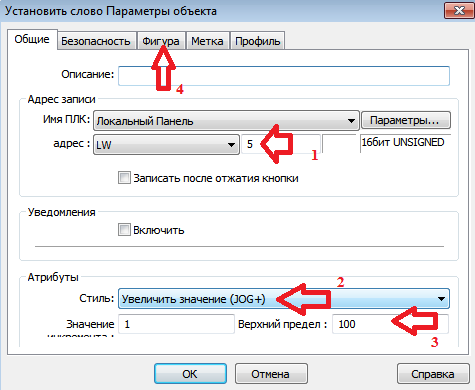 Установить слово Параметры объекта
Общие Безопасность Фигура Метка Профиль
4
Описание:
Адрес записи
Имя ПЛК: Локальный Панель Параметры...
адрес : LW 5 16бит UNSIGNED
1
Записать после отжатия кнопки
Уведомления
Включить
Атрибуты
2
Стиль: Увеличить значение (JOG+)
Значение 1 Верхний предел : 100
инкремента :
3
ОК Отмена Справка